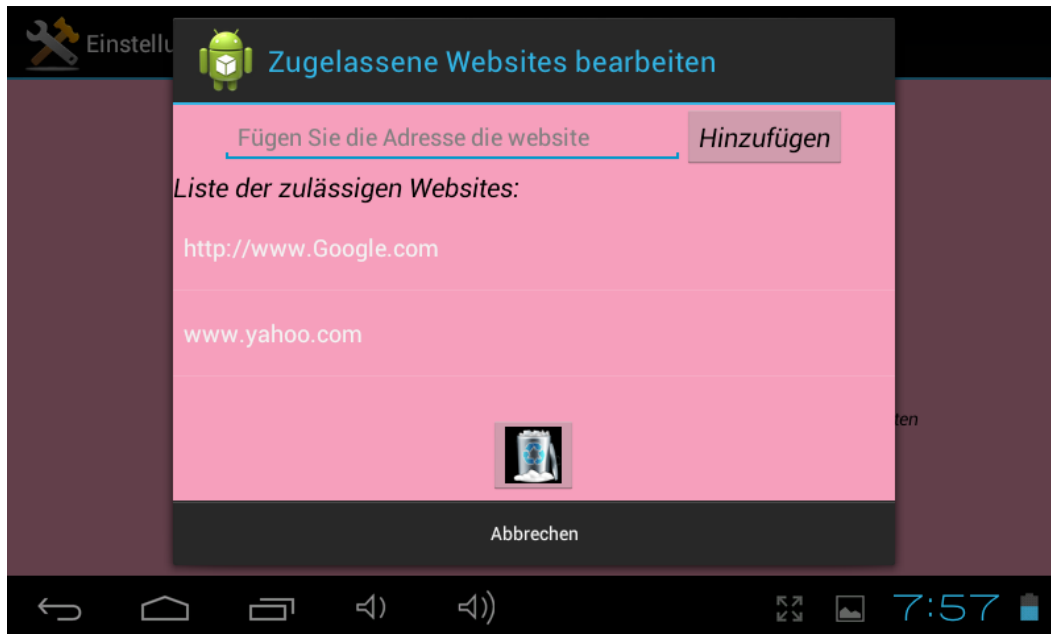 Einstellu
Zugelassene Websites bearbeiten
Fügen Sie die Adresse die website
Hinzufügen
Liste der zulässigen Websites:
http://www.Google.com
www.yahoo.com
ten
Abbrechen
7:57